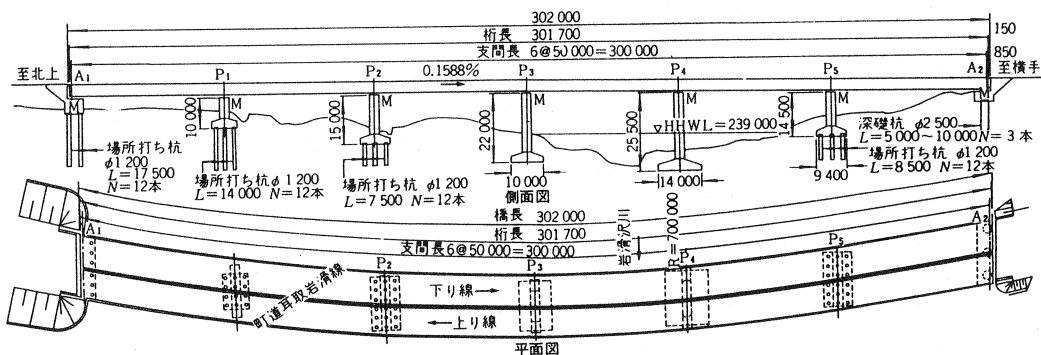 302 000
桁長 301 700
150
支間長 6@50 000=300 000
850
至北上
A1
P1
P2
0.1588%
P3
P4
P5
A2
至横手
M
M
M
M
M
M
10 000
15 000
22 000
25 500
14 500
▽HHWL=239 000
場所打ち杭
φ1 200
L=17 500
N=12本
場所打ち杭φ1 200
L=14 000 N=12本
場所打ち杭 φ1 200
L=7 500 N=12本
10 000
14 000
9 400
深礎杭 φ2 500
L=5 000～10 000 N=3本
場所打ち杭 φ1 200
L=8 500 N=12本
側面図
橋長 302 000
桁長 301 700
支間長6@50 000=300 000
岩滑沢川
R=700 000
A1
P2
P3
P4
P5
A2
町道耳取岩滑線
下り線
上り線
平面図